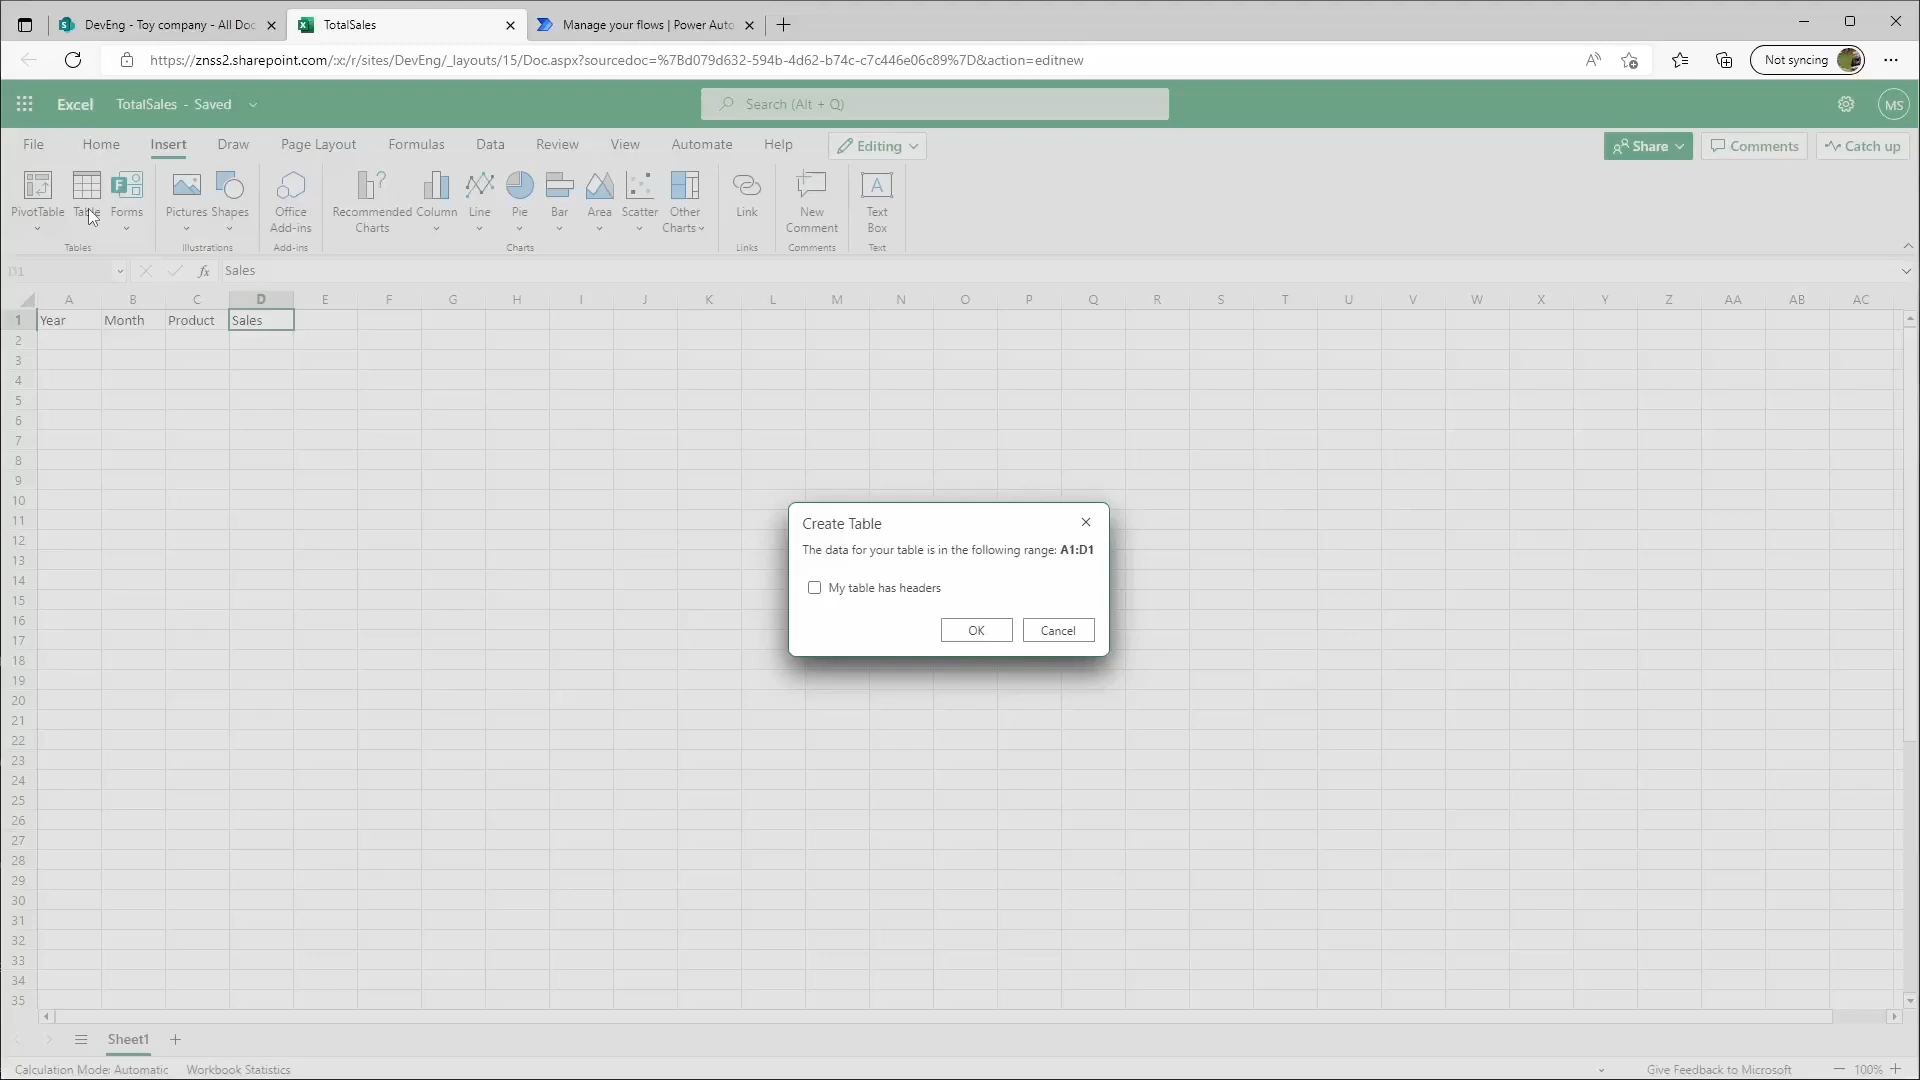 DevEng - Toy company - All Doc
TotalSales
Manage your flows | Power Auto
https://znss2.sharepoint.com/:x:/r/sites/DevEng/_layouts/15/Doc.aspx?sourcedoc=%7Bd079d632-594b-4d62-b74c-c7c446e06c89%7D&action=editnew
Not syncing
Excel TotalSales - Saved
Search (Alt + Q)
MS
File Home Insert Draw Page Layout Formulas Data Review View Automate Help Editing
Share Comments Catch up
PivotTable Table Forms Pictures Shapes Office Add-ins Recommended Charts Column Line Pie Bar Area Scatter Other Charts Link New Comment Text Box
Tables Illustrations Add-ins Charts Links Comments Text
D1 fx Sales
A B C D E F G H I J K L M N O P Q R S T U V W X Y Z AA AB AC
1 Year Month Product Sales
2
3
4
5
6
7
8
9
10
11
12
13
14
15
16
17
18
19
20
21
22
23
24
25
26
27
28
29
30
31
32
33
34
35
Create Table
The data for your table is in the following range: A1:D1
My table has headers
OK Cancel
Sheet1
Calculation Mode: Automatic Workbook Statistics
Give Feedback to Microsoft 100%